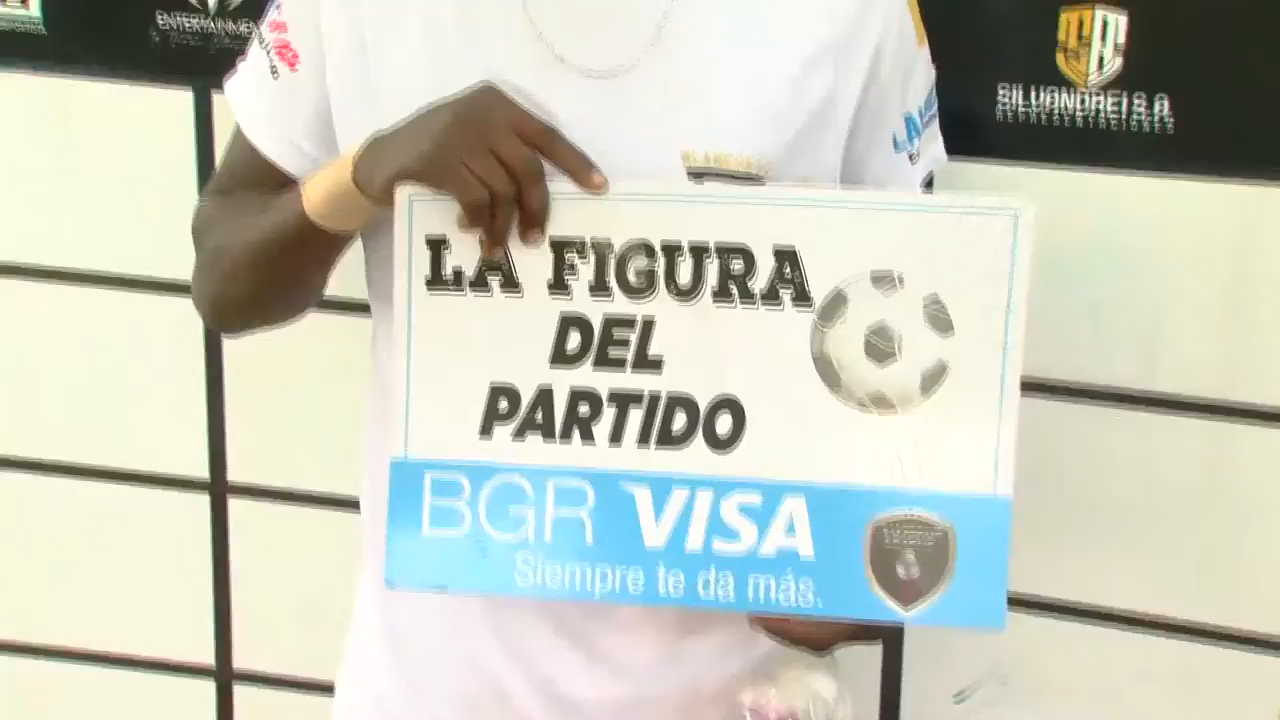 ENTERTAINMENT
SILVANDREI S.A.
REPRESENTACIONES
LA FIGURA
DEL
PARTIDO
BGR VISA
Siempre te da más.